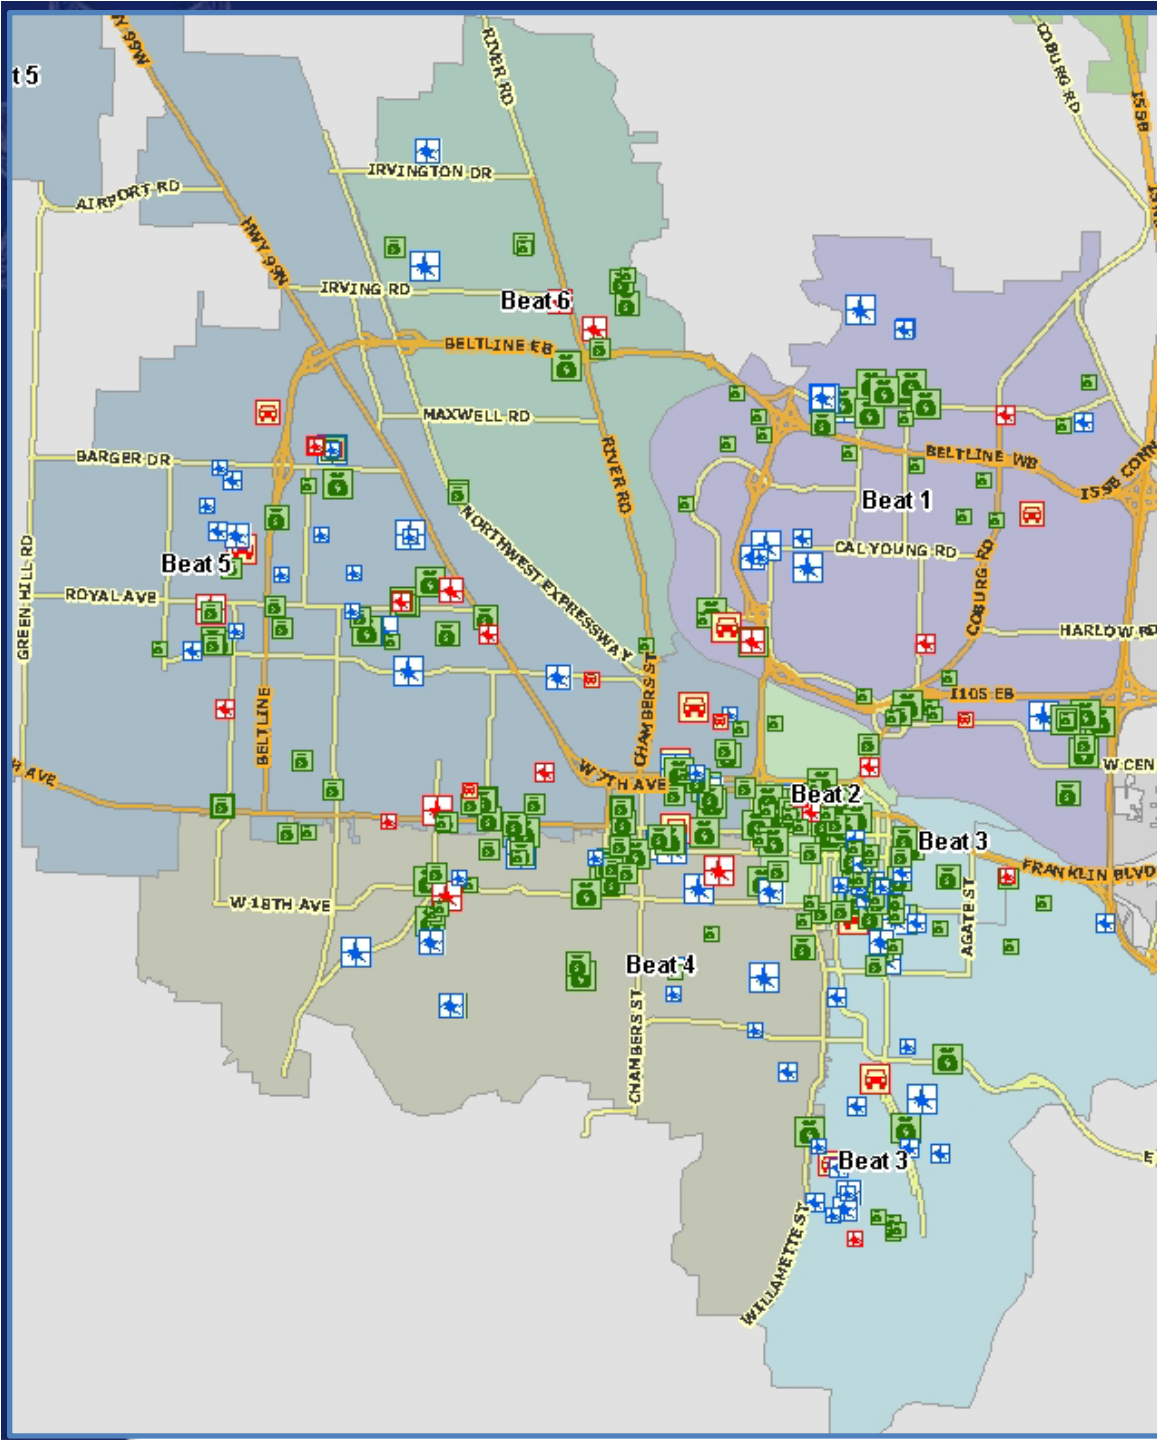 Y 99W
RIVER RD
COBURG RD
I5SB
t 5
IRVINGTON DR
AIRPORT RD
HWY 99N
IRVING RD
Beat 6
BELTLINE EB
MAXWELL RD
RIVER RD
BARGER DR
BELTLINE WB
I5SB CONN
Beat 1
NORTHWEST EXPRESSWAY
CAL YOUNG RD
Beat 5
GREEN HILL RD
ROYAL AVE
COBURG RD
HARLOW RD
I105 EB
BELTLINE
CHAMBERS ST
W CEN
AVE
W 7TH AVE
Beat 2
Beat 3
FRANKLIN BLVD
W 18TH AVE
AGATE ST
Beat 4
CHAMBERS ST
Beat 3
E
WILLAMETTE ST